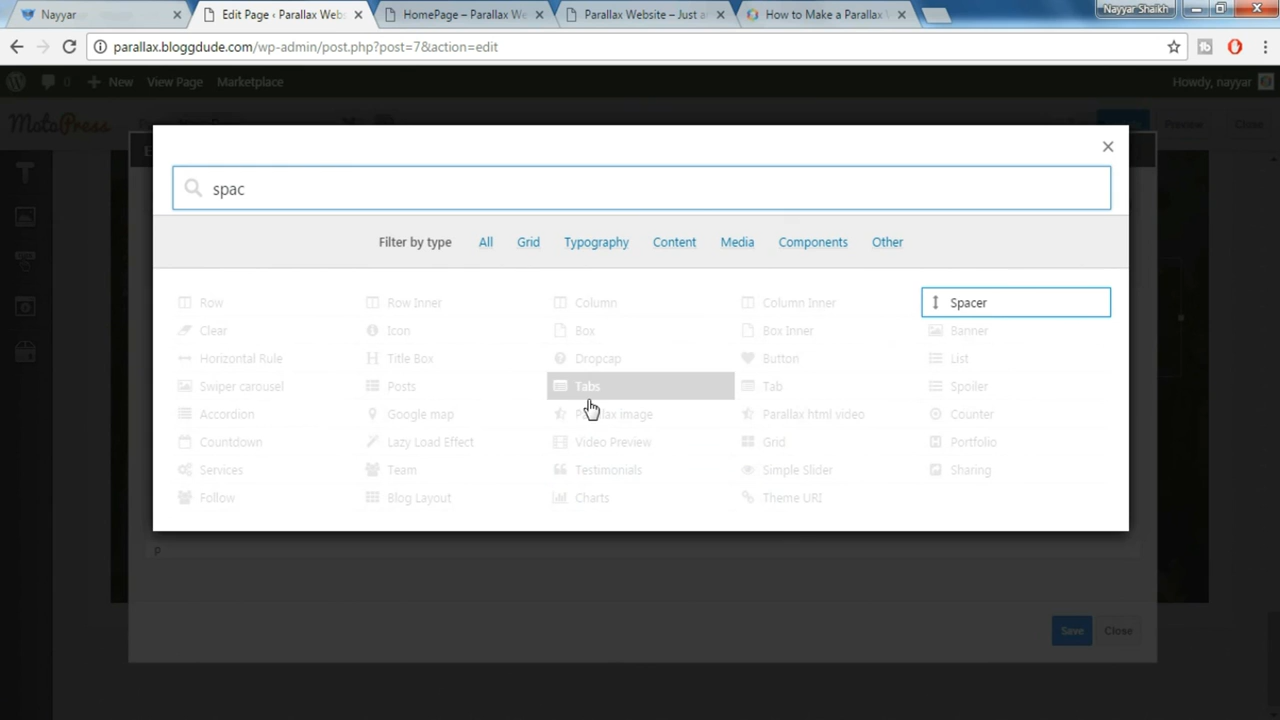 Nayyar
Edit Page ‹ Parallax Webs
HomePage – Parallax We
Parallax Website – Just a
How to Make a Parallax
Nayyar Shaikh
parallax.bloggdude.com/wp-admin/post.php?post=7&action=edit
0 New View Page Marketplace Howdy, nayyar
MotoPress Preview Close
spac
Filter by type All Grid Typography Content Media Components Other
Row Row Inner Column Column Inner Spacer
Clear Icon Box Box Inner Banner
Horizontal Rule Title Box Dropcap Button List
Swiper carousel Posts Tabs Tab Spoiler
Accordion Google map Parallax image Parallax html video Counter
Countdown Lazy Load Effect Video Preview Grid Portfolio
Services Team Testimonials Simple Slider Sharing
Follow Blog Layout Charts Theme URI
p
Save Close